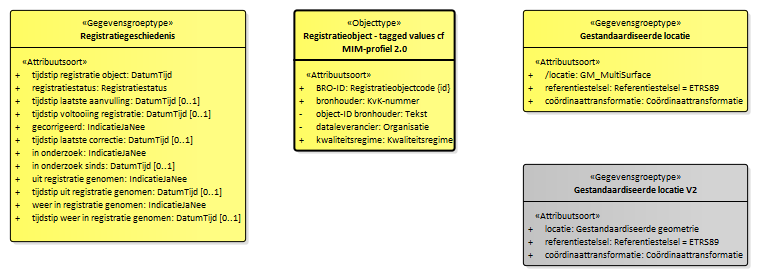 «Gegevensgroeptype»
Registratiegeschiedenis
«Attribuutsoort»
+ tijdstip registratie object: DatumTijd
+ registratiestatus: Registratiestatus
+ tijdstip laatste aanvulling: DatumTijd [0..1]
+ tijdstip voltooiing registratie: DatumTijd [0..1]
+ gecorrigeerd: IndicatieJaNee
+ tijdstip laatste correctie: DatumTijd [0..1]
+ in onderzoek: IndicatieJaNee
+ in onderzoek sinds: DatumTijd [0..1]
+ uit registratie genomen: IndicatieJaNee
+ tijdstip uit registratie genomen: DatumTijd [0..1]
+ weer in registratie genomen: IndicatieJaNee
+ tijdstip weer in registratie genomen: DatumTijd [0..1]
«Objecttype»
Registratieobject - tagged values cf
MIM-profiel 2.0
«Attribuutsoort»
+ BRO-ID: Registratieobjectcode {id}
+ bronhouder: KvK-nummer
- object-ID bronhouder: Tekst
- dataleverancier: Organisatie
+ kwaliteitsregime: Kwaliteitsregime
«Gegevensgroeptype»
Gestandaardiseerde locatie
«Attribuutsoort»
+ /locatie: GM_MultiSurface
+ referentiestelsel: Referentiestelsel = ETRS89
+ coördinaattransformatie: Coördinaattransformatie
«Gegevensgroeptype»
Gestandaardiseerde locatie V2
«Attribuutsoort»
+ locatie: Gestandaardiseerde geometrie
+ referentiestelsel: Referentiestelsel = ETRS89
+ coördinaattransformatie: Coördinaattransformatie